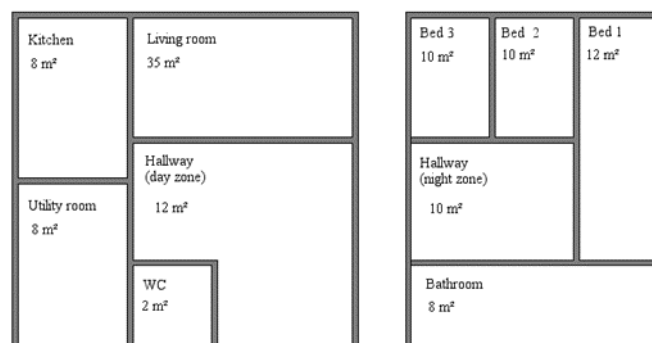 Kitchen
8 m²
Living room
35 m²
Hallway
(day zone)
12 m²
Utility room
8 m²
WC
2 m²
Bed 3
10 m²
Bed 2
10 m²
Bed 1
12 m²
Hallway
(night zone)
10 m²
Bathroom
8 m²